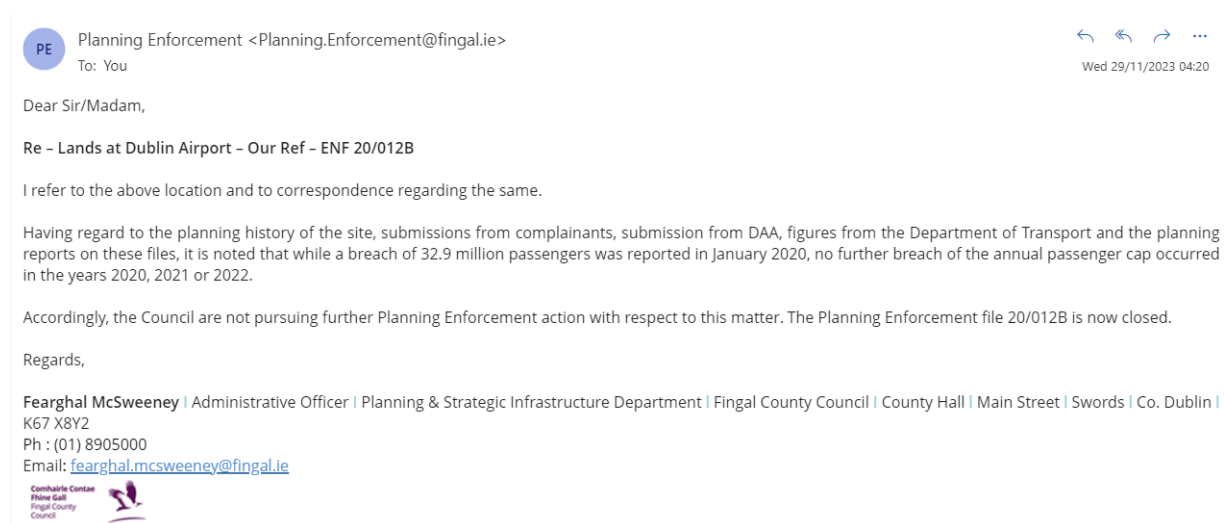 PE
Planning Enforcement <Planning.Enforcement@fingal.ie>
To: You
Wed 29/11/2023 04:20
Dear Sir/Madam,
Re – Lands at Dublin Airport – Our Ref – ENF 20/012B
I refer to the above location and to correspondence regarding the same.
Having regard to the planning history of the site, submissions from complainants, submission from DAA, figures from the Department of Transport and the planning
reports on these files, it is noted that while a breach of 32.9 million passengers was reported in January 2020, no further breach of the annual passenger cap occurred
in the years 2020, 2021 or 2022.
Accordingly, the Council are not pursuing further Planning Enforcement action with respect to this matter. The Planning Enforcement file 20/012B is now closed.
Regards,
Fearghal McSweeney I Administrative Officer I Planning & Strategic Infrastructure Department I Fingal County Council I County Hall I Main Street I Swords I Co. Dublin I
K67 X8Y2
Ph : (01) 8905000
Email: fearghal.mcsweeney@fingal.ie
Comhairle Contae
Fhine Gall
Fingal County
Council